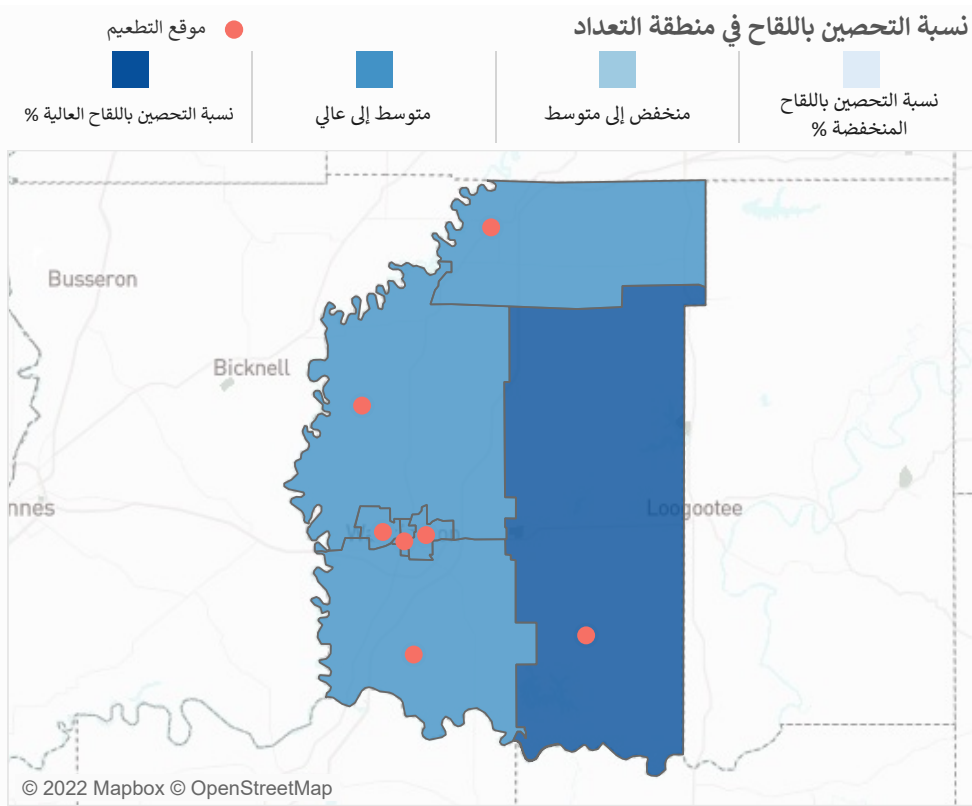 نسبة التحصين باللقاح في منطقة التعداد
موقع التطعيم
نسبة التحصين باللقاح
المنخفضة %
منخفض إلى متوسط
متوسط إلى عالي
نسبة التحصين باللقاح العالية %
Busseron
Bicknell
nnes
Loogootee
© 2022 Mapbox © OpenStreetMap